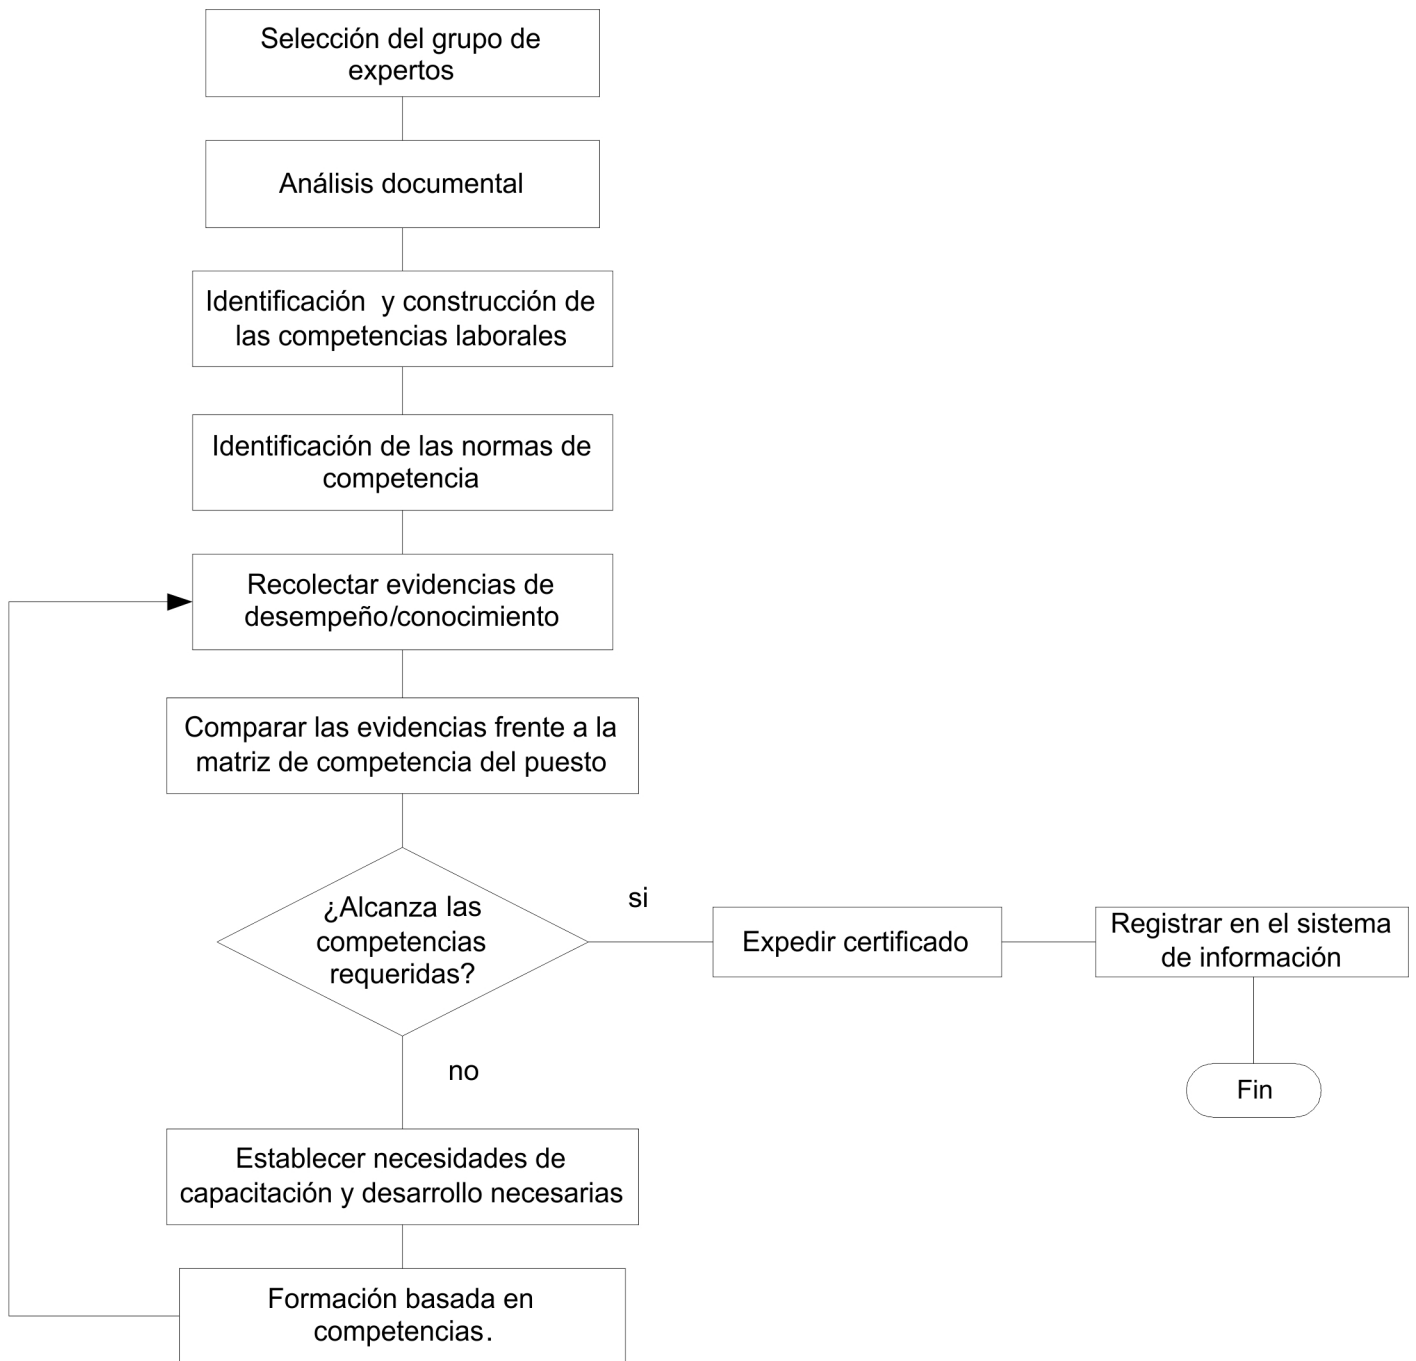 Selección del grupo de
expertos
Análisis documental
Identificación  y construcción de
las competencias laborales
Identificación de las normas de
competencia
Recolectar evidencias de
desempeño/conocimiento
Comparar las evidencias frente a la
matriz de competencia del puesto
¿Alcanza las
competencias
requeridas?
si
Expedir certificado
Registrar en el sistema
de información
Fin
no
Establecer necesidades de
capacitación y desarrollo necesarias
Formación basada en
competencias.